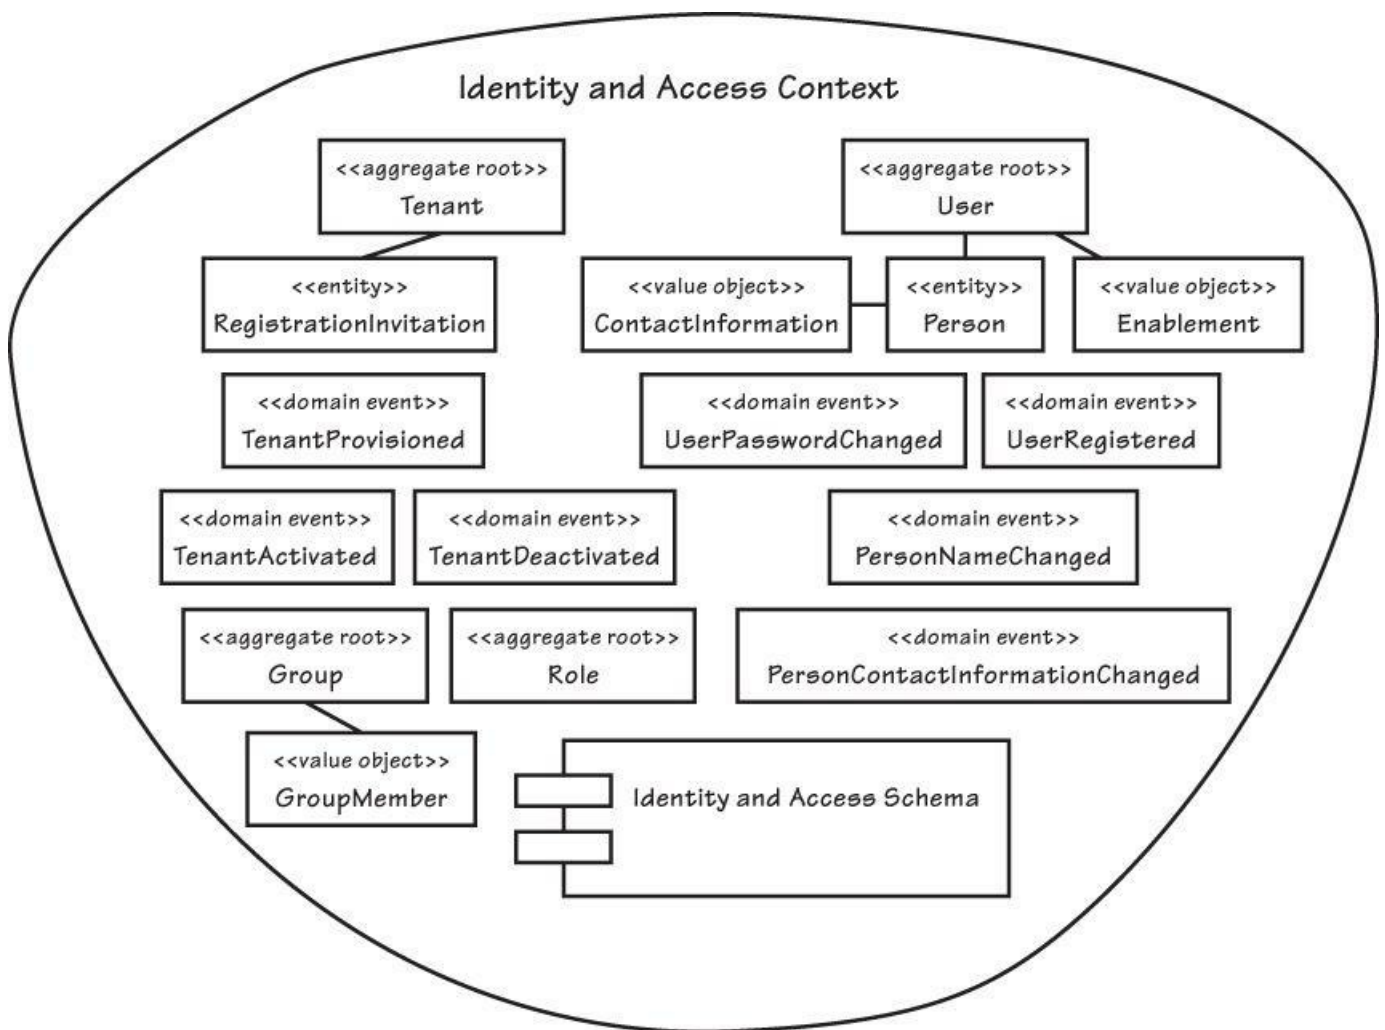 Identity and Access Context
<<aggregate root>>
Tenant
<<aggregate root>>
User
<<entity>>
RegistrationInvitation
<<value object>>
ContactInformation
<<entity>>
Person
<<value object>>
Enablement
<<domain event>>
TenantProvisioned
<<domain event>>
UserPasswordChanged
<<domain event>>
UserRegistered
<<domain event>>
TenantActivated
<<domain event>>
TenantDeactivated
<<domain event>>
PersonNameChanged
<<aggregate root>>
Group
<<aggregate root>>
Role
<<domain event>>
PersonContactInformationChanged
<<value object>>
GroupMember
Identity and Access Schema